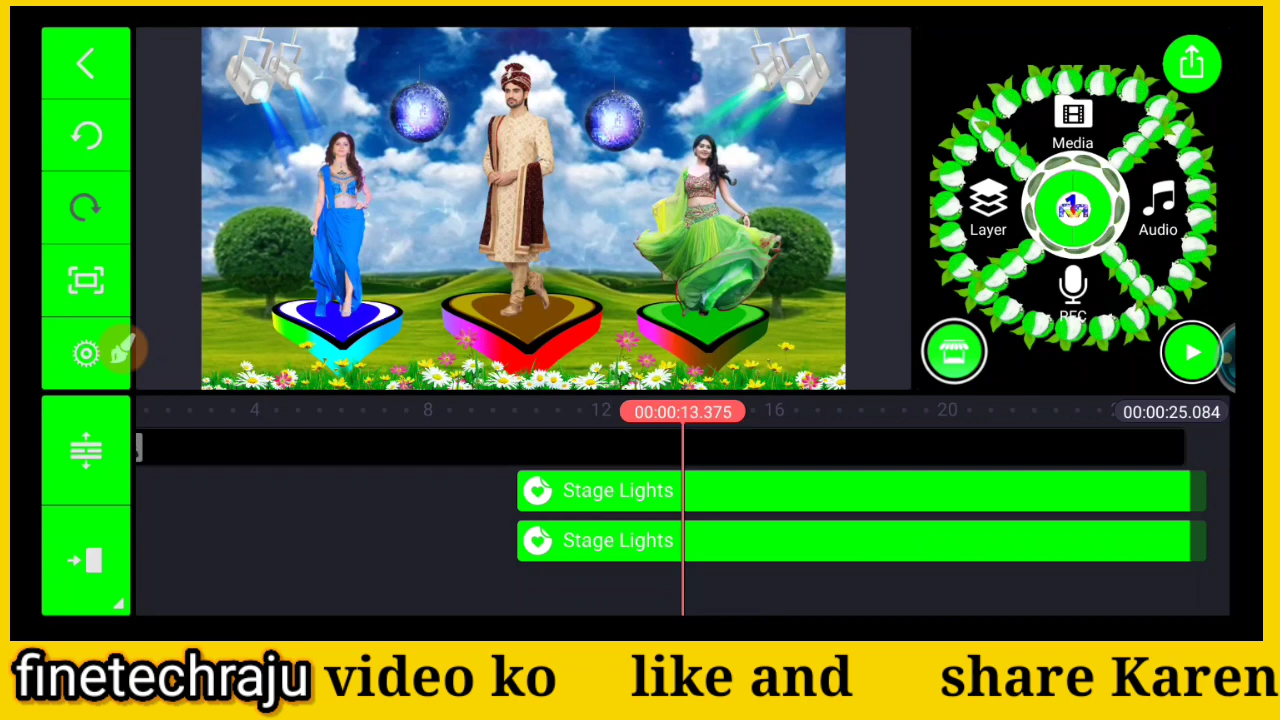 Media
Layer
Audio
REC
4
8
12
00:00:13.375
16
20
00:00:25.084
Stage Lights
Stage Lights
finetechraju video ko like and share Karen